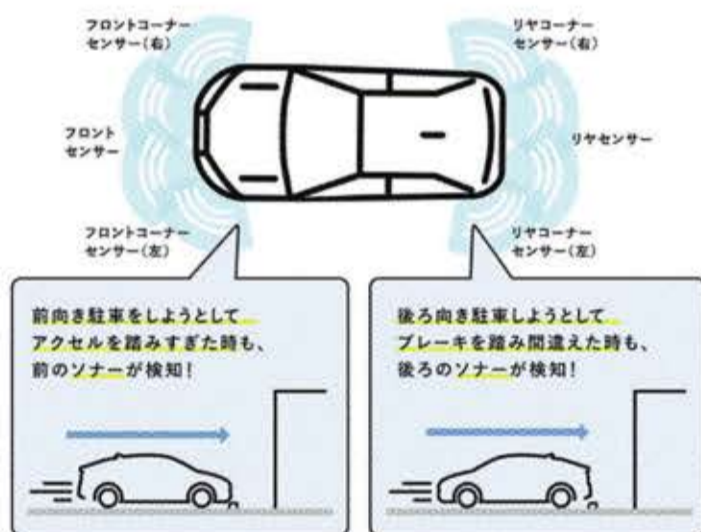 フロントコーナー
センサー(右)
リヤコーナー
センサー(右)
フロント
センサー
リヤセンサー
フロントコーナー
センサー(左)
リヤコーナー
センサー(左)
前向き駐車をしようとして
アクセルを踏みすぎた時も、
前のソナーが検知!
後ろ向き駐車しようとして
ブレーキを踏み間違えた時も、
後ろのソナーが検知!